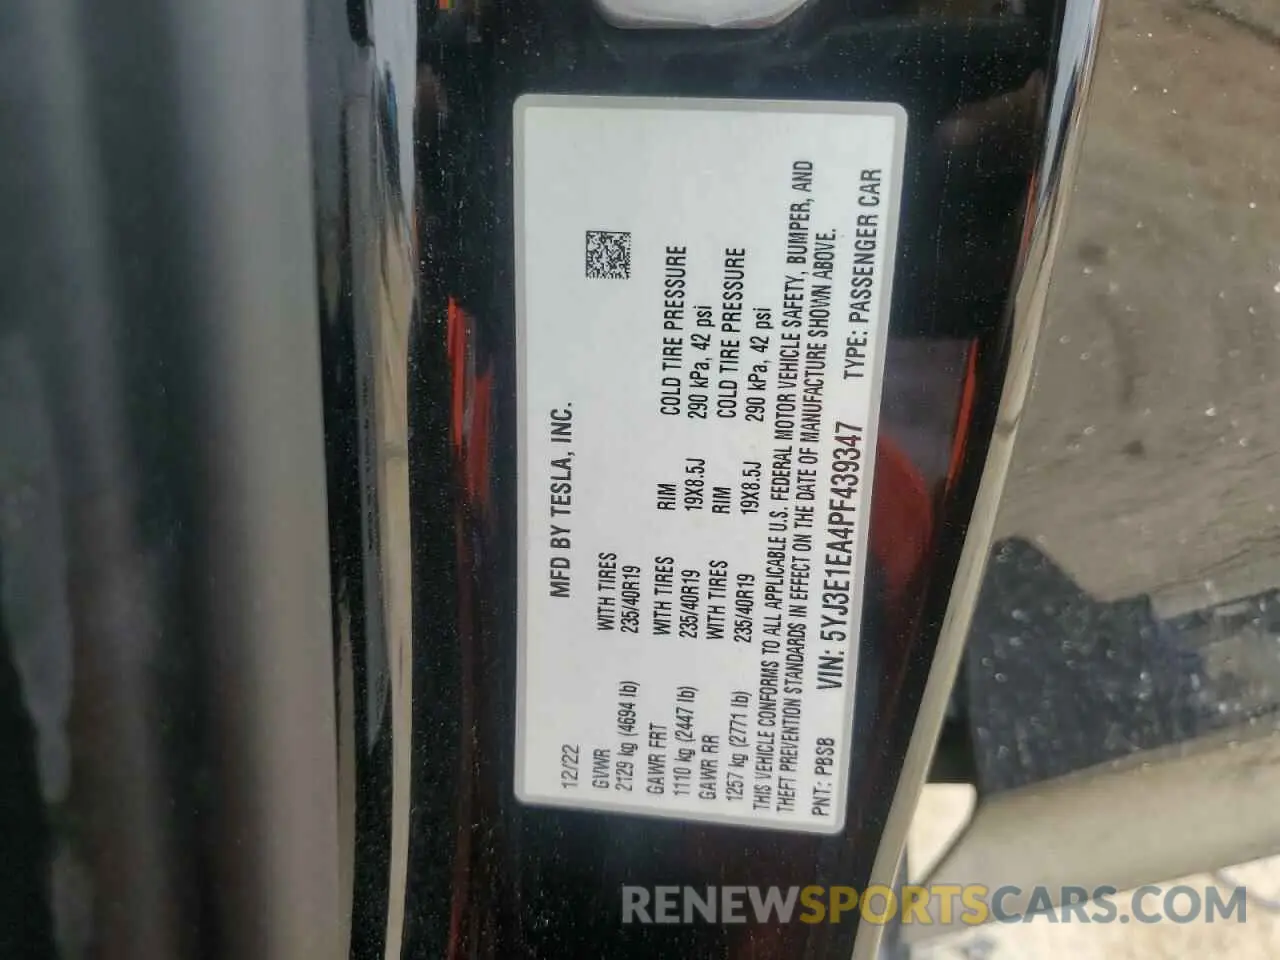 MFD BY TESLA, INC.
12/22
GVWR WITH TIRES
2129 kg (4694 lb) 235/40R19
GAWR FRT WITH TIRES RIM COLD TIRE PRESSURE
1110 kg (2447 lb) 235/40R19 19X8.5J 290 kPa, 42 psi
GAWR RR WITH TIRES RIM COLD TIRE PRESSURE
1257 kg (2771 lb) 235/40R19 19X8.5J 290 kPa, 42 psi
THIS VEHICLE CONFORMS TO ALL APPLICABLE U.S. FEDERAL MOTOR VEHICLE SAFETY, BUMPER, AND
THEFT PREVENTION STANDARDS IN EFFECT ON THE DATE OF MANUFACTURE SHOWN ABOVE.
PNT: PBSB VIN: 5YJ3E1EA4PF439347 TYPE: PASSENGER CAR
RENEWSPORTSCARS.COM